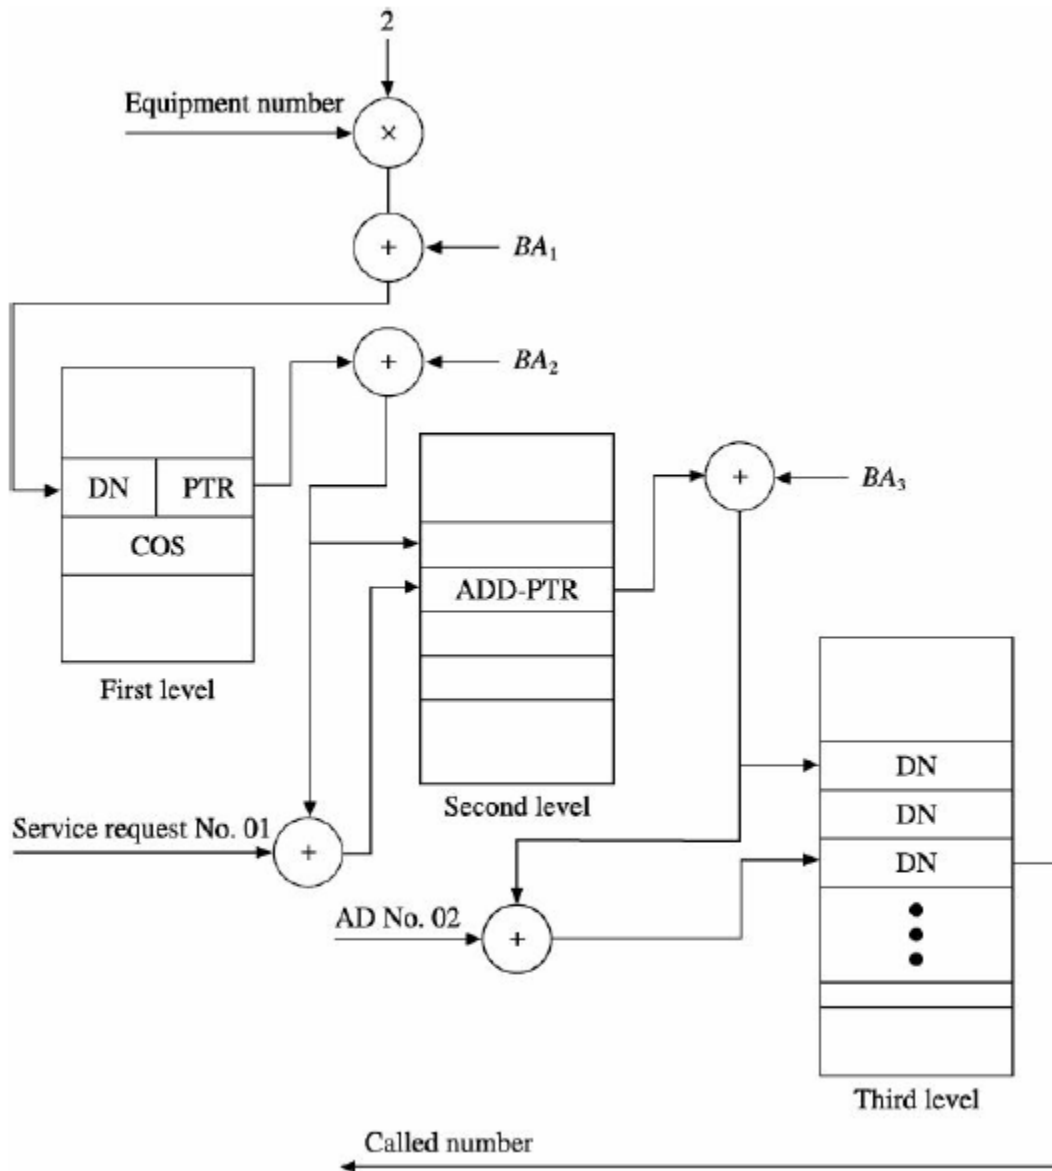 2
Equipment number
×
+
BA₁
+
BA₂
DN PTR
COS
First level
+
BA₃
ADD-PTR
Second level
Service request No. 01
+
AD No. 02
+
DN
DN
DN
Third level
Called number